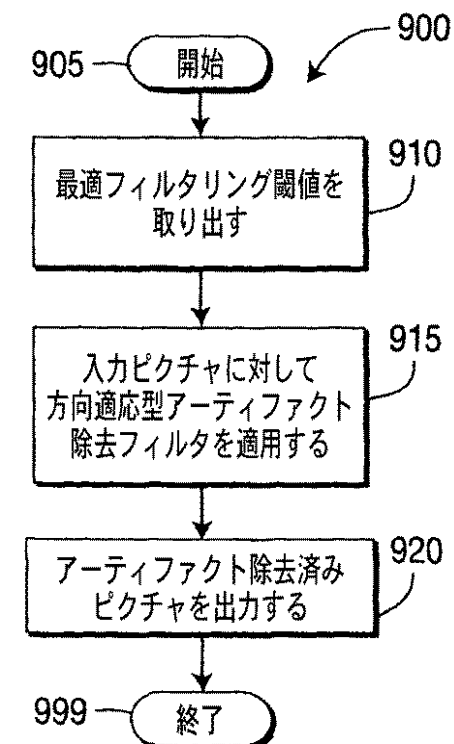 900
905
開始
910
最適フィルタリング閾値を
取り出す
915
入力ピクチャに対して
方向適応型アーティファクト
除去フィルタを適用する
920
アーティファクト除去済み
ピクチャを出力する
999
終了